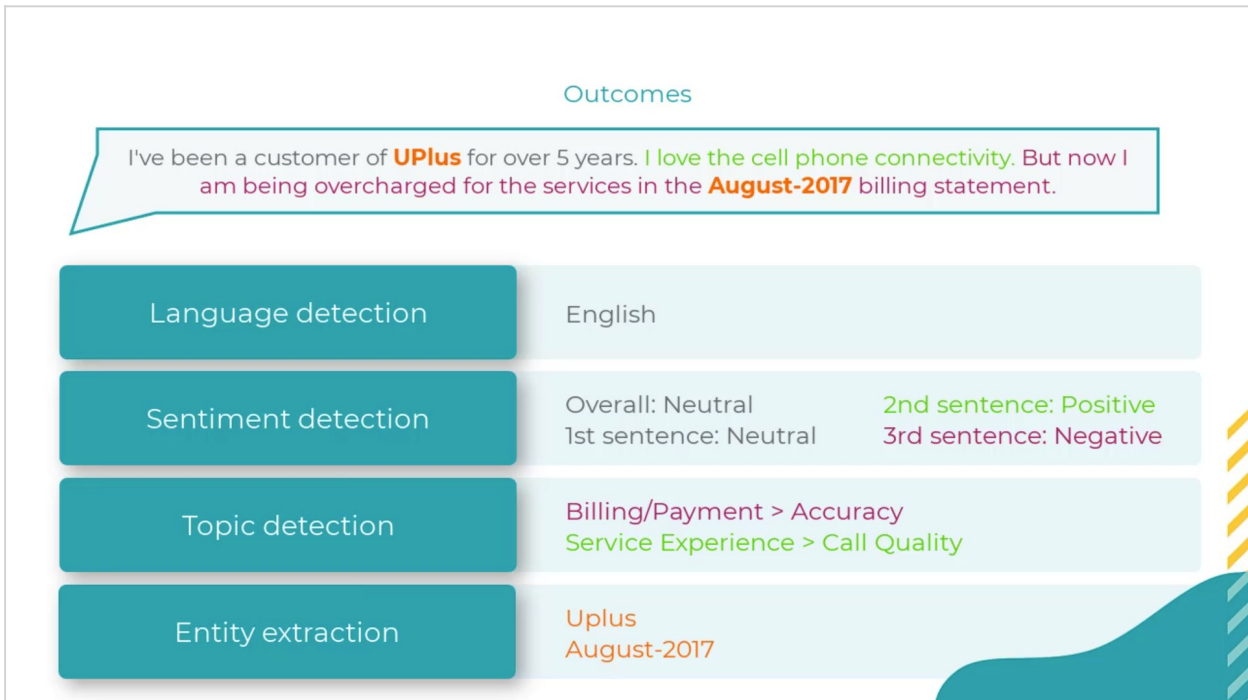 Outcomes
I've been a customer of UPlus for over 5 years. I love the cell phone connectivity. But now I
am being overcharged for the services in the August-2017 billing statement.
Language detection
English
Sentiment detection
Overall: Neutral
1st sentence: Neutral
2nd sentence: Positive
3rd sentence: Negative
Topic detection
Billing/Payment > Accuracy
Service Experience > Call Quality
Entity extraction
Uplus
August-2017